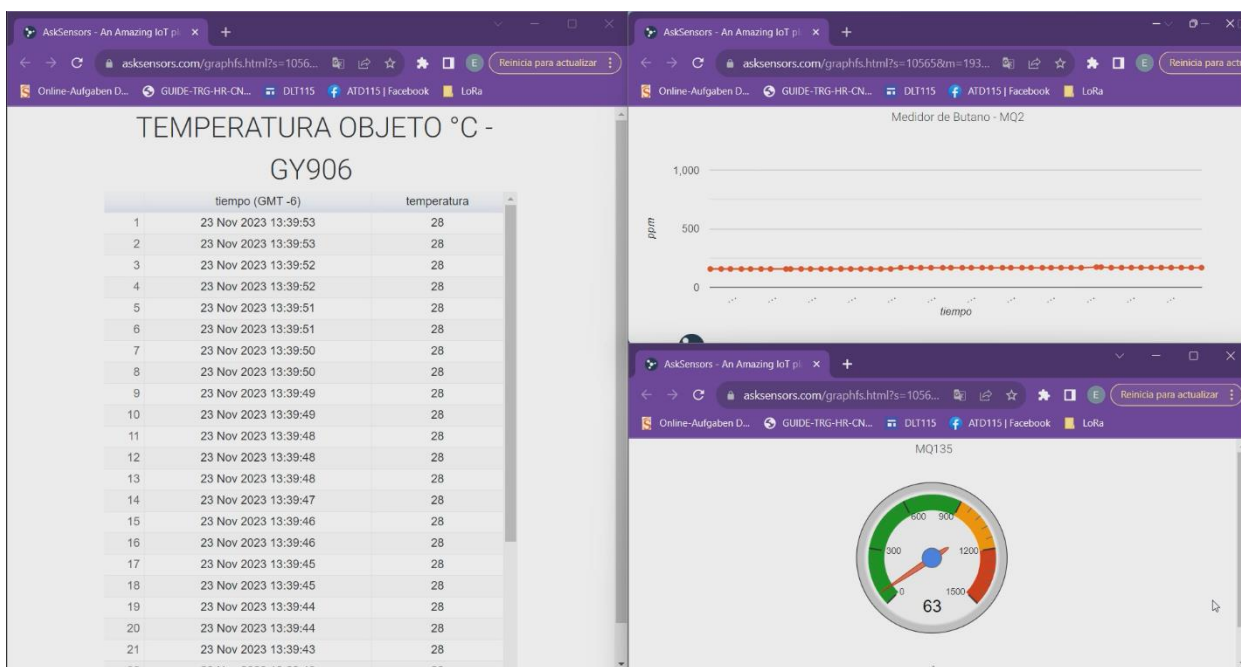 AskSensors - An Amazing IoT pl
asksensors.com/graphfs.html?s=1056...
Reinicia para actualizar
Online-Aufgaben D...
GUIDE-TRG-HR-CN...
DLT115
ATD115 | Facebook
LoRa
TEMPERATURA OBJETO °C -
GY906
tiempo (GMT -6) temperatura
1 23 Nov 2023 13:39:53 28
2 23 Nov 2023 13:39:53 28
3 23 Nov 2023 13:39:52 28
4 23 Nov 2023 13:39:52 28
5 23 Nov 2023 13:39:51 28
6 23 Nov 2023 13:39:51 28
7 23 Nov 2023 13:39:50 28
8 23 Nov 2023 13:39:50 28
9 23 Nov 2023 13:39:49 28
10 23 Nov 2023 13:39:49 28
11 23 Nov 2023 13:39:48 28
12 23 Nov 2023 13:39:48 28
13 23 Nov 2023 13:39:48 28
14 23 Nov 2023 13:39:47 28
15 23 Nov 2023 13:39:46 28
16 23 Nov 2023 13:39:46 28
17 23 Nov 2023 13:39:45 28
18 23 Nov 2023 13:39:45 28
19 23 Nov 2023 13:39:44 28
20 23 Nov 2023 13:39:44 28
21 23 Nov 2023 13:39:43 28
AskSensors - An Amazing IoT pl
asksensors.com/graphfs.html?s=10565&m=193...
E
Reinicia para actu
Online-Aufgaben D...
GUIDE-TRG-HR-CN...
DLT115
ATD115 | Facebook
LoRa
Medidor de Butano - MQ2
1,000
500
0
ppm
tiempo
AskSensors - An Amazing IoT pl
asksensors.com/graphfs.html?s=1056...
E
Reinicia para actualizar
Online-Aufgaben D...
GUIDE-TRG-HR-CN...
DLT115
ATD115 | Facebook
LoRa
MQ135
600 900
300 1200
0 1500
63